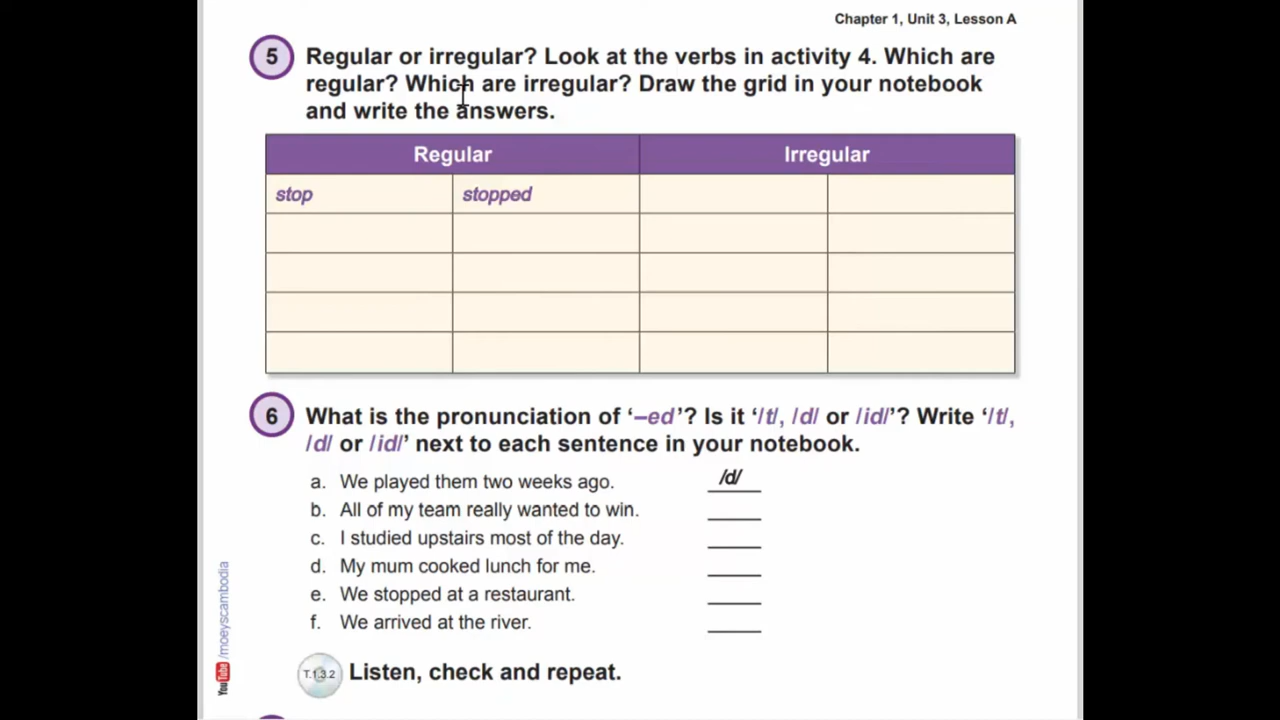 Chapter 1, Unit 3, Lesson A
5 Regular or irregular? Look at the verbs in activity 4. Which are
regular? Which are irregular? Draw the grid in your notebook
and write the answers.
Regular Irregular
stop stopped
6 What is the pronunciation of ‘–ed’? Is it ‘/t/, /d/ or /id/’? Write ‘/t/,
/d/ or /id/’ next to each sentence in your notebook.
a. We played them two weeks ago. /d/
b. All of my team really wanted to win.
c. I studied upstairs most of the day.
d. My mum cooked lunch for me.
e. We stopped at a restaurant.
f. We arrived at the river.
T.1.3.2 Listen, check and repeat.
YouTube/moeyscambodia